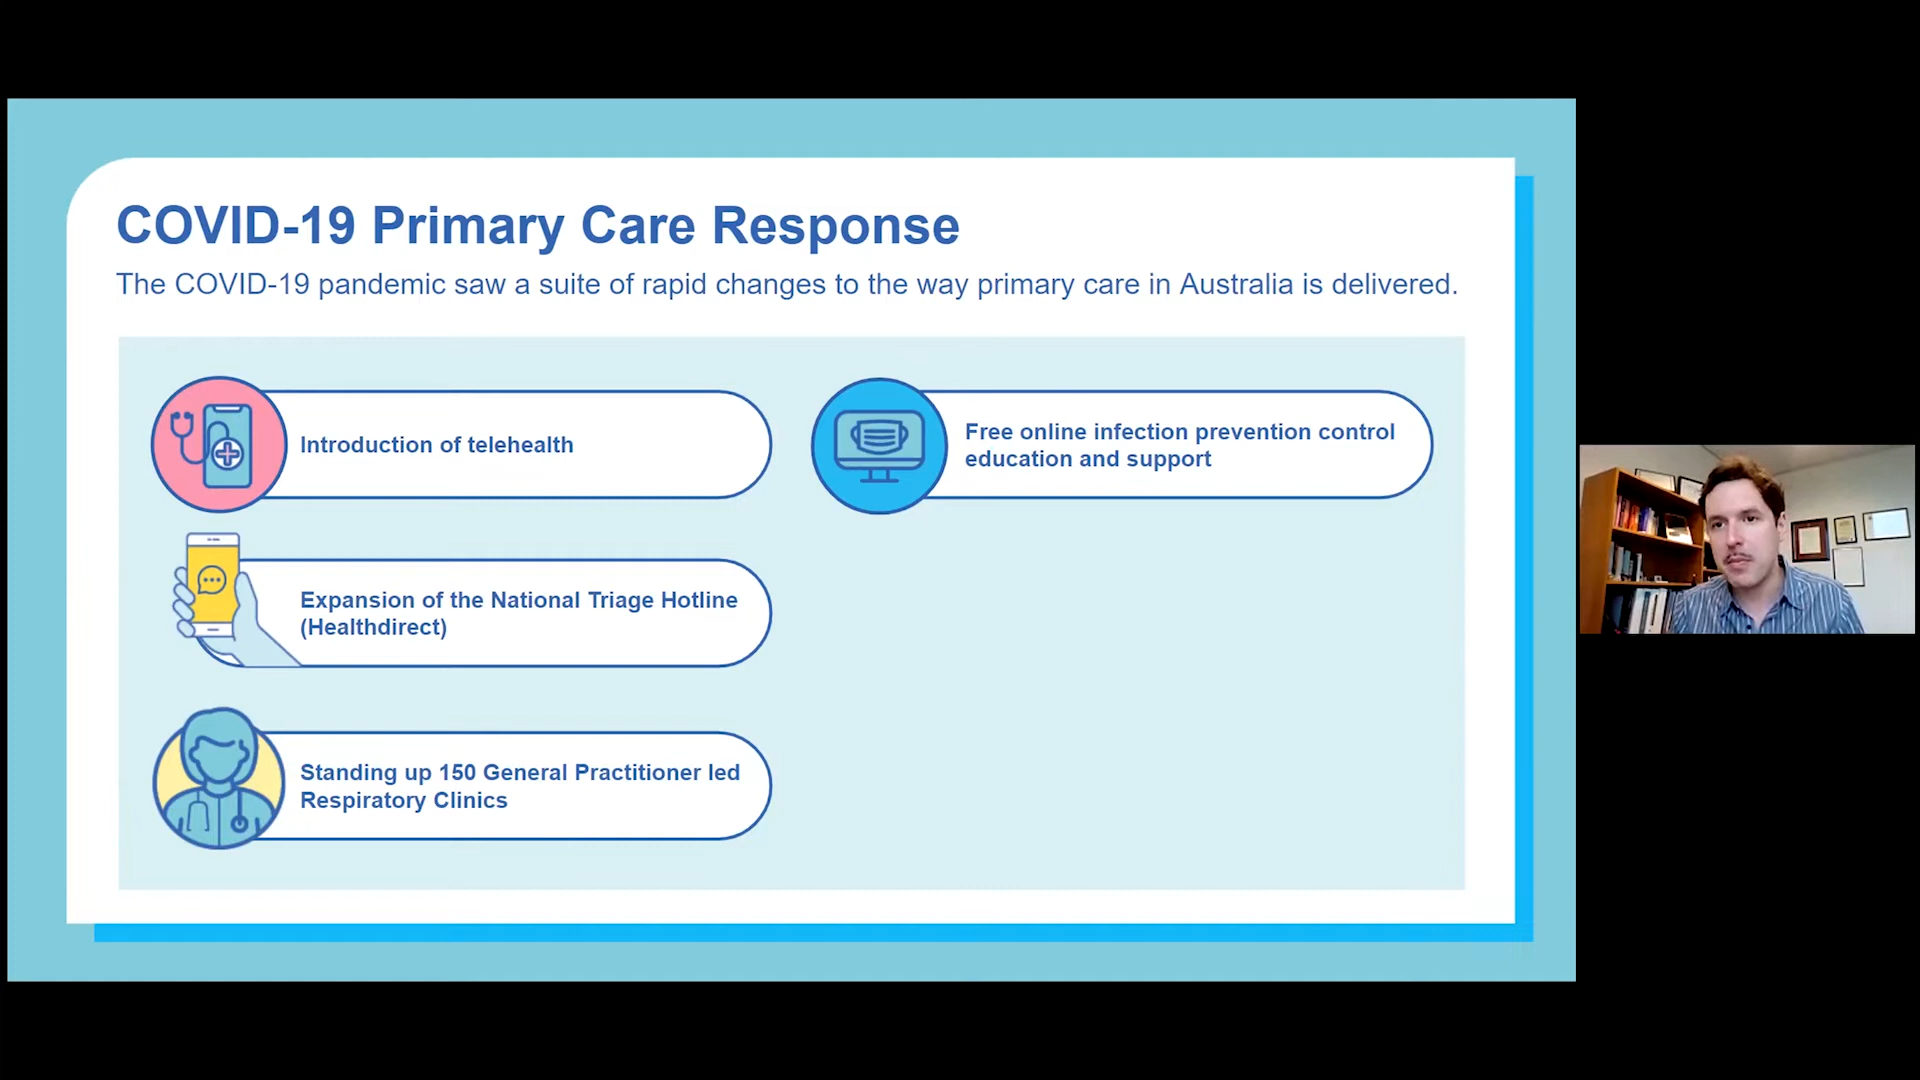 COVID-19 Primary Care Response
The COVID-19 pandemic saw a suite of rapid changes to the way primary care in Australia is delivered.
Introduction of telehealth
Expansion of the National Triage Hotline
(Healthdirect)
Standing up 150 General Practitioner led
Respiratory Clinics
Free online infection prevention control
education and support